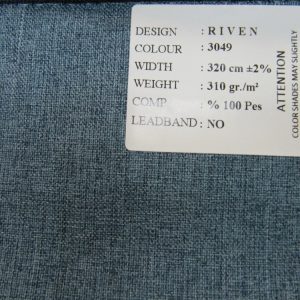 DESIGN : RIVEN
COLOUR : 3049
WIDTH : 320 cm ±2%
WEIGHT : 310 gr./m²
COMP. : % 100 Pes
LEADBAND : NO
ATTENTION
COLOR SHADES MAY SLIGHTLY